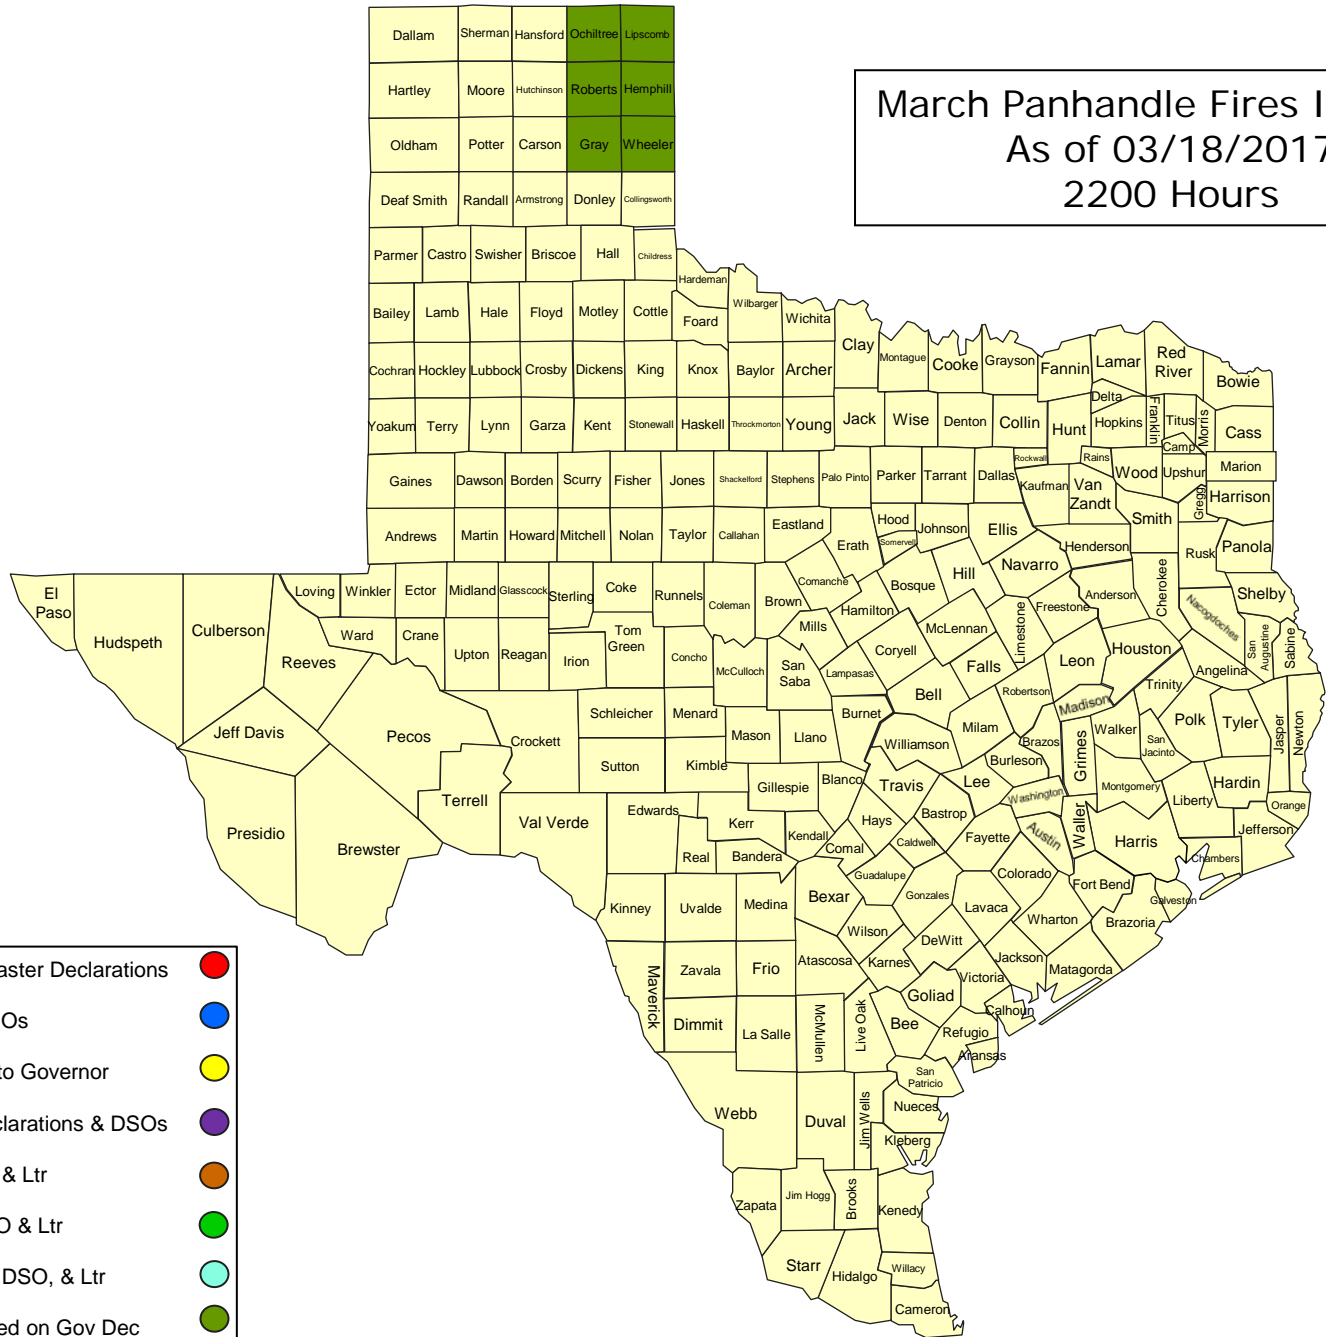 Dallam Sherman Hansford Ochiltree Lipscomb
Hartley Moore Hutchinson Roberts Hemphill
Oldham Potter Carson Gray Wheeler
Deaf Smith Randall Armstrong Donley Collingsworth
Parmer Castro Swisher Briscoe Hall Childress
March Panhandle Fires
As of 03/18/2017
2200 Hours
Hardeman
Bailey Lamb Hale Floyd Motley Cottle Foard Wilbarger Wichita
Clay Montague Cooke Grayson Fannin Lamar Red
River
Bowie
Cochran Hockley Lubbock Crosby Dickens King Knox Baylor Archer
Delta
Yoakum Terry Lynn Garza Kent Stonewall Haskell Throckmorton Young Jack Wise Denton Collin Hunt Hopkins Franklin Titus Morris Cass
Camp
Gaines Dawson Borden Scurry Fisher Jones Shackelford Stephens Palo Pinto Parker Tarrant Dallas Rockwall Kaufman Rains Van
Zandt
Wood Upshur Marion
Gregg Harrison
Andrews Martin Howard Mitchell Nolan Taylor Callahan Eastland Erath Hood Somervell Johnson Ellis Henderson Smith Rusk Panola
El
Paso
Hudspeth Culberson Loving Winkler Ector Midland Glasscock Sterling Coke Runnels Coleman Brown Comanche Hamilton Bosque Hill Navarro Freestone Anderson Cherokee Nacogdoches Shelby
Reeves Ward Crane Upton Reagan Irion Tom
Green
Concho McCulloch San
Saba
Mills Lampasas Coryell McLennan Limestone Falls Leon Houston Angelina San
Augustine
Sabine
Jeff Davis Pecos Crockett Schleicher Menard Mason Llano Burnet Bell Milam Robertson Madison Trinity Walker San
Jacinto
Polk Tyler Jasper Newton
Sutton Kimble Gillespie Blanco Williamson Travis Lee Burleson Brazos Grimes Montgomery Liberty Hardin Orange
Presidio Brewster Terrell Val Verde Edwards Kerr Kendall Hays Bastrop Washington Waller Harris Jefferson
Real Bandera Comal Caldwell Fayette Austin Chambers
Kinney Uvalde Medina Bexar Guadalupe Gonzales Lavaca Colorado Fort Bend Galveston
Wilson DeWitt Wharton Brazoria
Maverick Zavala Frio Atascosa Karnes Victoria Jackson Matagorda
Dimmit La Salle McMullen Live Oak Bee Goliad Refugio Calhoun
Aransas
San
Patricio
Webb Duval Jim Wells Nueces
Kleberg
Zapata Jim Hogg Brooks Kenedy
Starr Hidalgo Willacy
Cameron
Declarations
to Governor
& DSOs
& Ltr
& Ltr
DSO, & Ltr
on Gov Dec